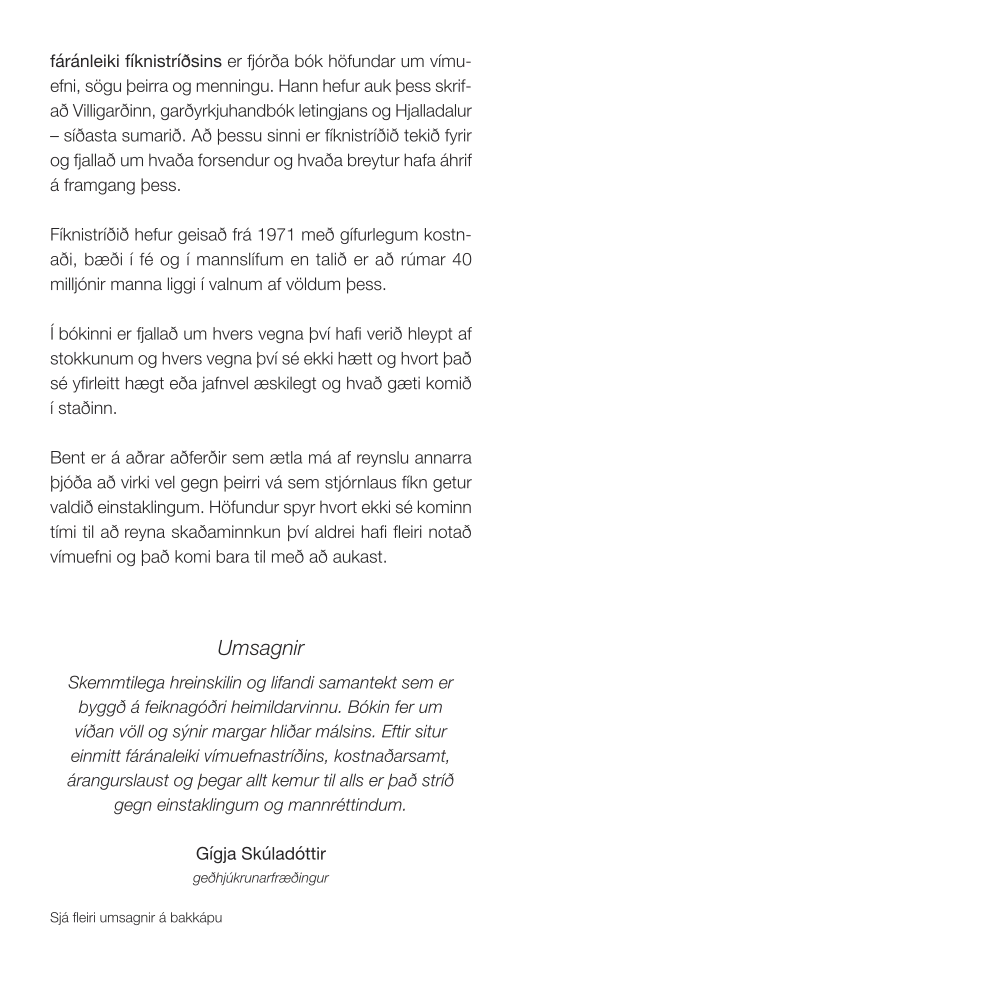 fáránleiki fíknistríðsins er fjórða bók höfundar um vímu-
efni, sögu þeirra og menningu. Hann hefur auk þess skrif-
að Villigarðinn, garðyrkjuhandbók letingjans og Hjalladalur
– síðasta sumarið. Að þessu sinni er fíknistríðið tekið fyrir
og fjallað um hvaða forsendur og hvaða breytur hafa áhrif
á framgang þess.
Fíknistríðið hefur geisað frá 1971 með gífurlegum kostn-
aði, bæði í fé og í mannslífum en talið er að rúmar 40
milljónir manna liggi í valnum af völdum þess.
Í bókinni er fjallað um hvers vegna því hafi verið hleypt af
stokkunum og hvers vegna því sé ekki hætt og hvort það
sé yfirleitt hægt eða jafnvel æskilegt og hvað gæti komið
í staðinn.
Bent er á aðrar aðferðir sem ætla má af reynslu annarra
þjóða að virki vel gegn þeirri vá sem stjórnlaus fíkn getur
valdið einstaklingum. Höfundur spyr hvort ekki sé kominn
tími til að reyna skaðaminnkun því aldrei hafi fleiri notað
vímuefni og það komi bara til með að aukast.
Umsagnir
Skemmtilega hreinskilin og lifandi samantekt sem er
byggð á feiknagóðri heimildarvinnu. Bókin fer um
víðan völl og sýnir margar hliðar málsins. Eftir situr
einmitt fáránaleiki vímuefnastríðins, kostnaðarsamt,
árangurslaust og þegar allt kemur til alls er það stríð
gegn einstaklingum og mannréttindum.
Gígja Skúladóttir
geðhjúkrunarfræðingur
Sjá fleiri umsagnir á bakkápu